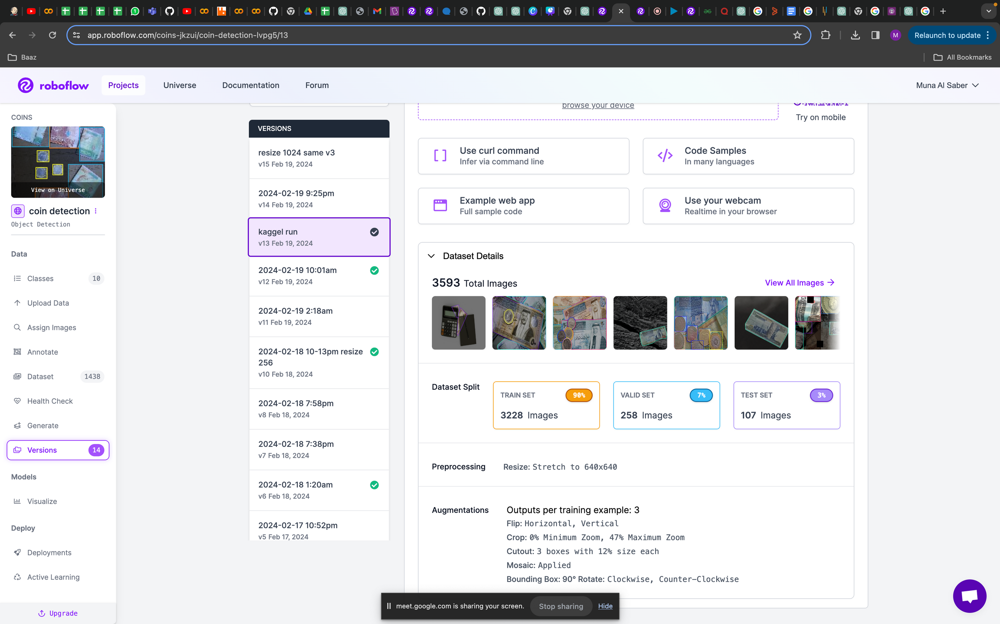 app.roboflow.com/coins-jkzui/coin-detection-lvpg5/13
M
Relaunch to update
Baaz
All Bookmarks
roboflow
Projects
Universe
Documentation
Forum
Muna Al Saber
COINS
View on Universe
coin detection
Object Detection
Data
Classes 10
Upload Data
Assign Images
Annotate
Dataset 1438
Health Check
Generate
Versions 14
Models
Visualize
Deploy
Deployments
Active Learning
Upgrade
VERSIONS
resize 1024 same v3
v15 Feb 19, 2024
2024-02-19 9:25pm
v14 Feb 19, 2024
kaggel run
v13 Feb 19, 2024
2024-02-19 10:01am
v12 Feb 19, 2024
2024-02-19 2:18am
v11 Feb 19, 2024
2024-02-18 10-13pm resize
256
v10 Feb 18, 2024
2024-02-18 7:58pm
v8 Feb 18, 2024
2024-02-18 7:38pm
v7 Feb 18, 2024
2024-02-18 1:20am
v6 Feb 18, 2024
2024-02-17 10:52pm
v5 Feb 17, 2024
browse your device
Try on mobile
Use curl command
Infer via command line
Code Samples
In many languages
Example web app
Full sample code
Use your webcam
Realtime in your browser
Dataset Details
3593 Total Images
View All Images
Dataset Split
TRAIN SET 90%
3228 Images
VALID SET 7%
258 Images
TEST SET 3%
107 Images
Preprocessing
Resize: Stretch to 640x640
Augmentations
Outputs per training example: 3
Flip: Horizontal, Vertical
Crop: 0% Minimum Zoom, 47% Maximum Zoom
Cutout: 3 boxes with 12% size each
Mosaic: Applied
Bounding Box: 90° Rotate: Clockwise, Counter-Clockwise
meet.google.com is sharing your screen.
Stop sharing
Hide